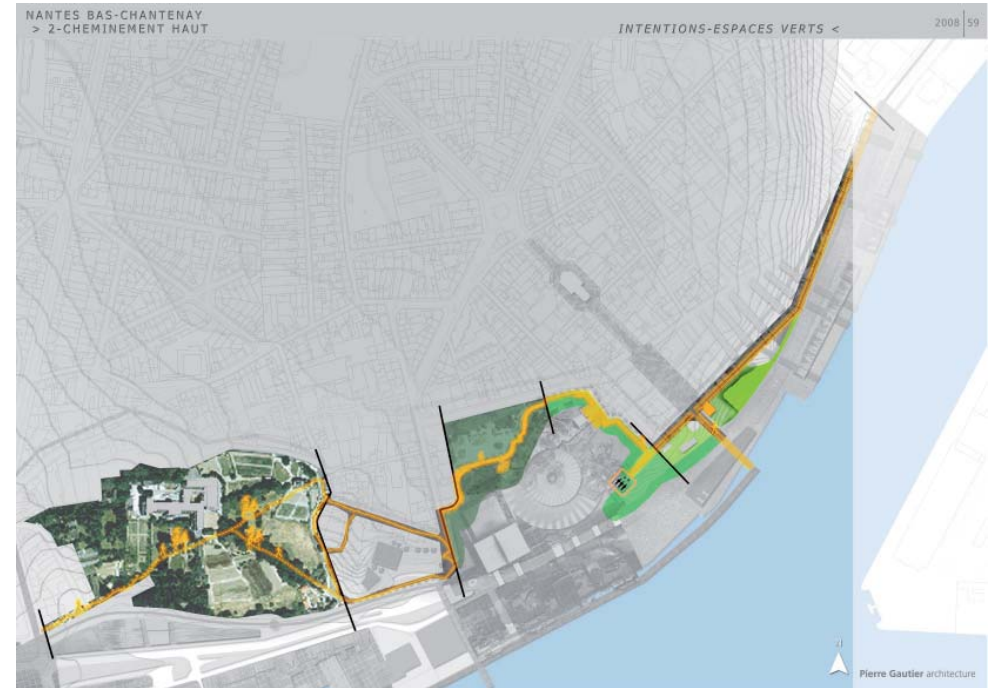 NANTES BAS-CHANTENAY
> 2-CHEMINEMENT HAUT
INTENTIONS-ESPACES VERTS <
2008 59
N
Pierre Gautier architecture